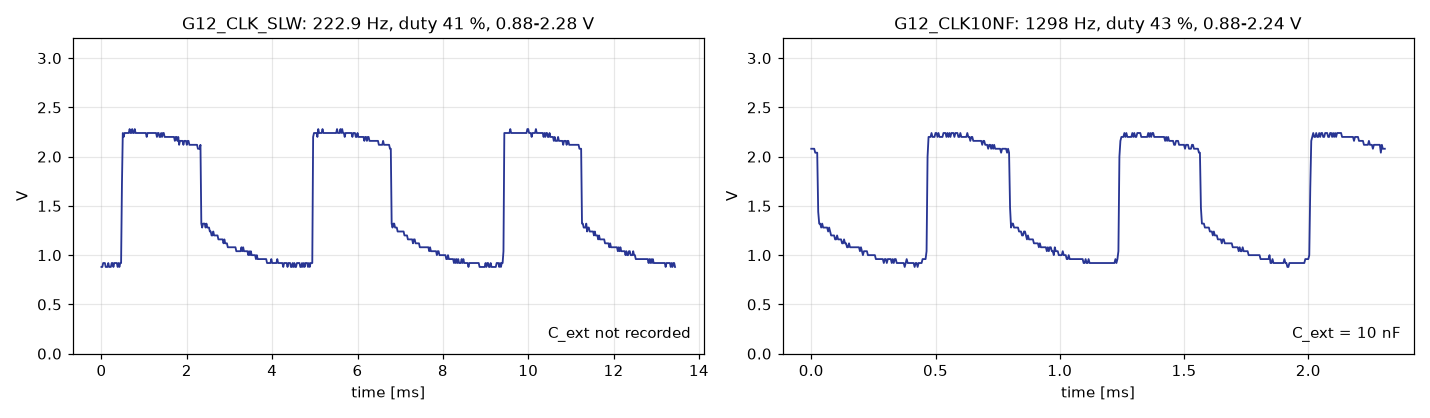 G12_CLK_SLW: 222.9 Hz, duty 41 %, 0.88-2.28 V
3.0
2.5
2.0
1.5
1.0
0.5
0.0
V
C_ext not recorded
0 2 4 6 8 10 12 14
time [ms]
G12_CLK10NF: 1298 Hz, duty 43 %, 0.88-2.24 V
3.0
2.5
2.0
1.5
1.0
0.5
0.0
V
C_ext = 10 nF
0.0 0.5 1.0 1.5 2.0
time [ms]